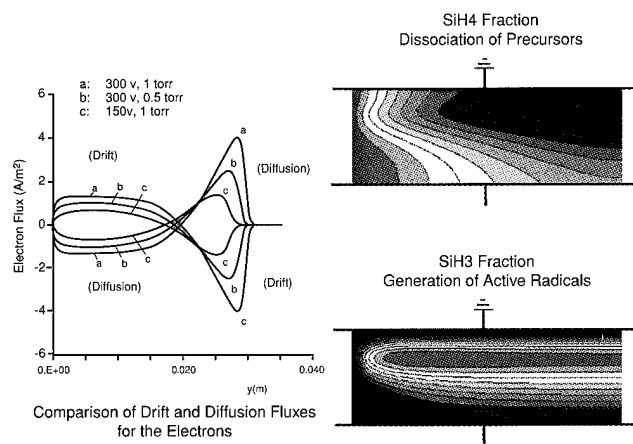 SiH4 Fraction
Dissociation of Precursors
a: 300 v, 1 torr
b: 300 v, 0.5 torr
c: 150v, 1 torr
6
4
2
0
-2
-4
-6
Electron Flux (A/m²)
(Drift)
(Diffusion)
a
b
c
a
b
c
a
b
c
(Diffusion)
(Drift)
c
b
c
0.E+00
0.020
0.040
y(m)
Comparison of Drift and Diffusion Fluxes
for the Electrons
SiH3 Fraction
Generation of Active Radicals